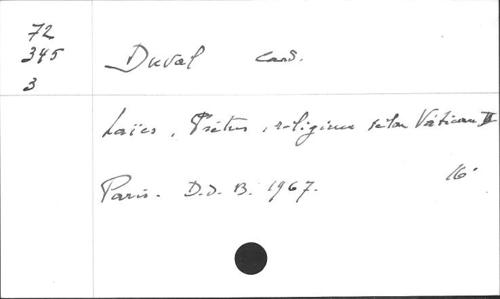 72
345
3
Duval Card.
Laïcs, Prêtres, religieux selon Vatican II
Paris. D.D.B. 1967. 16°